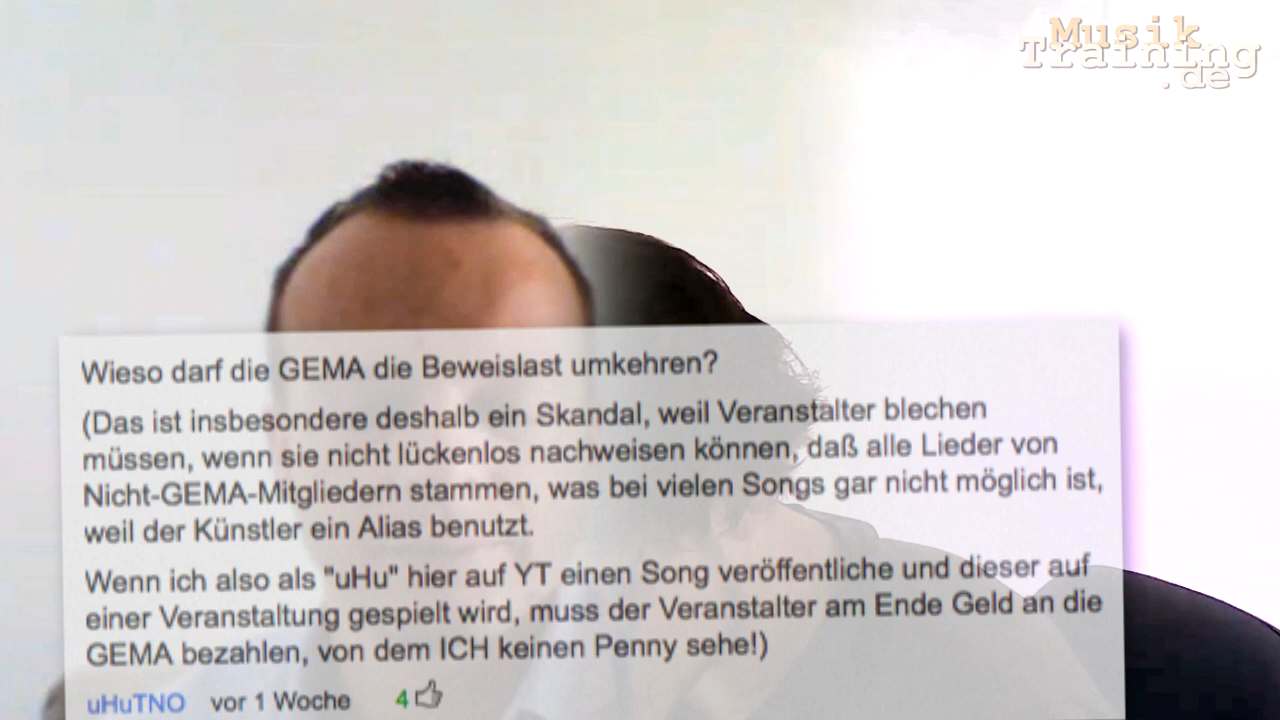 Musik
Training
.de
Wieso darf die GEMA die Beweislast umkehren?
(Das ist insbesondere deshalb ein Skandal, weil Veranstalter blechen
müssen, wenn sie nicht lückenlos nachweisen können, daß alle Lieder von
Nicht-GEMA-Mitgliedern stammen, was bei vielen Songs gar nicht möglich ist,
weil der Künstler ein Alias benutzt.
Wenn ich also als "uHu" hier auf YT einen Song veröffentliche und dieser auf
einer Veranstaltung gespielt wird, muss der Veranstalter am Ende Geld an die
GEMA bezahlen, von dem ICH keinen Penny sehe!)
uHuTNO vor 1 Woche 4